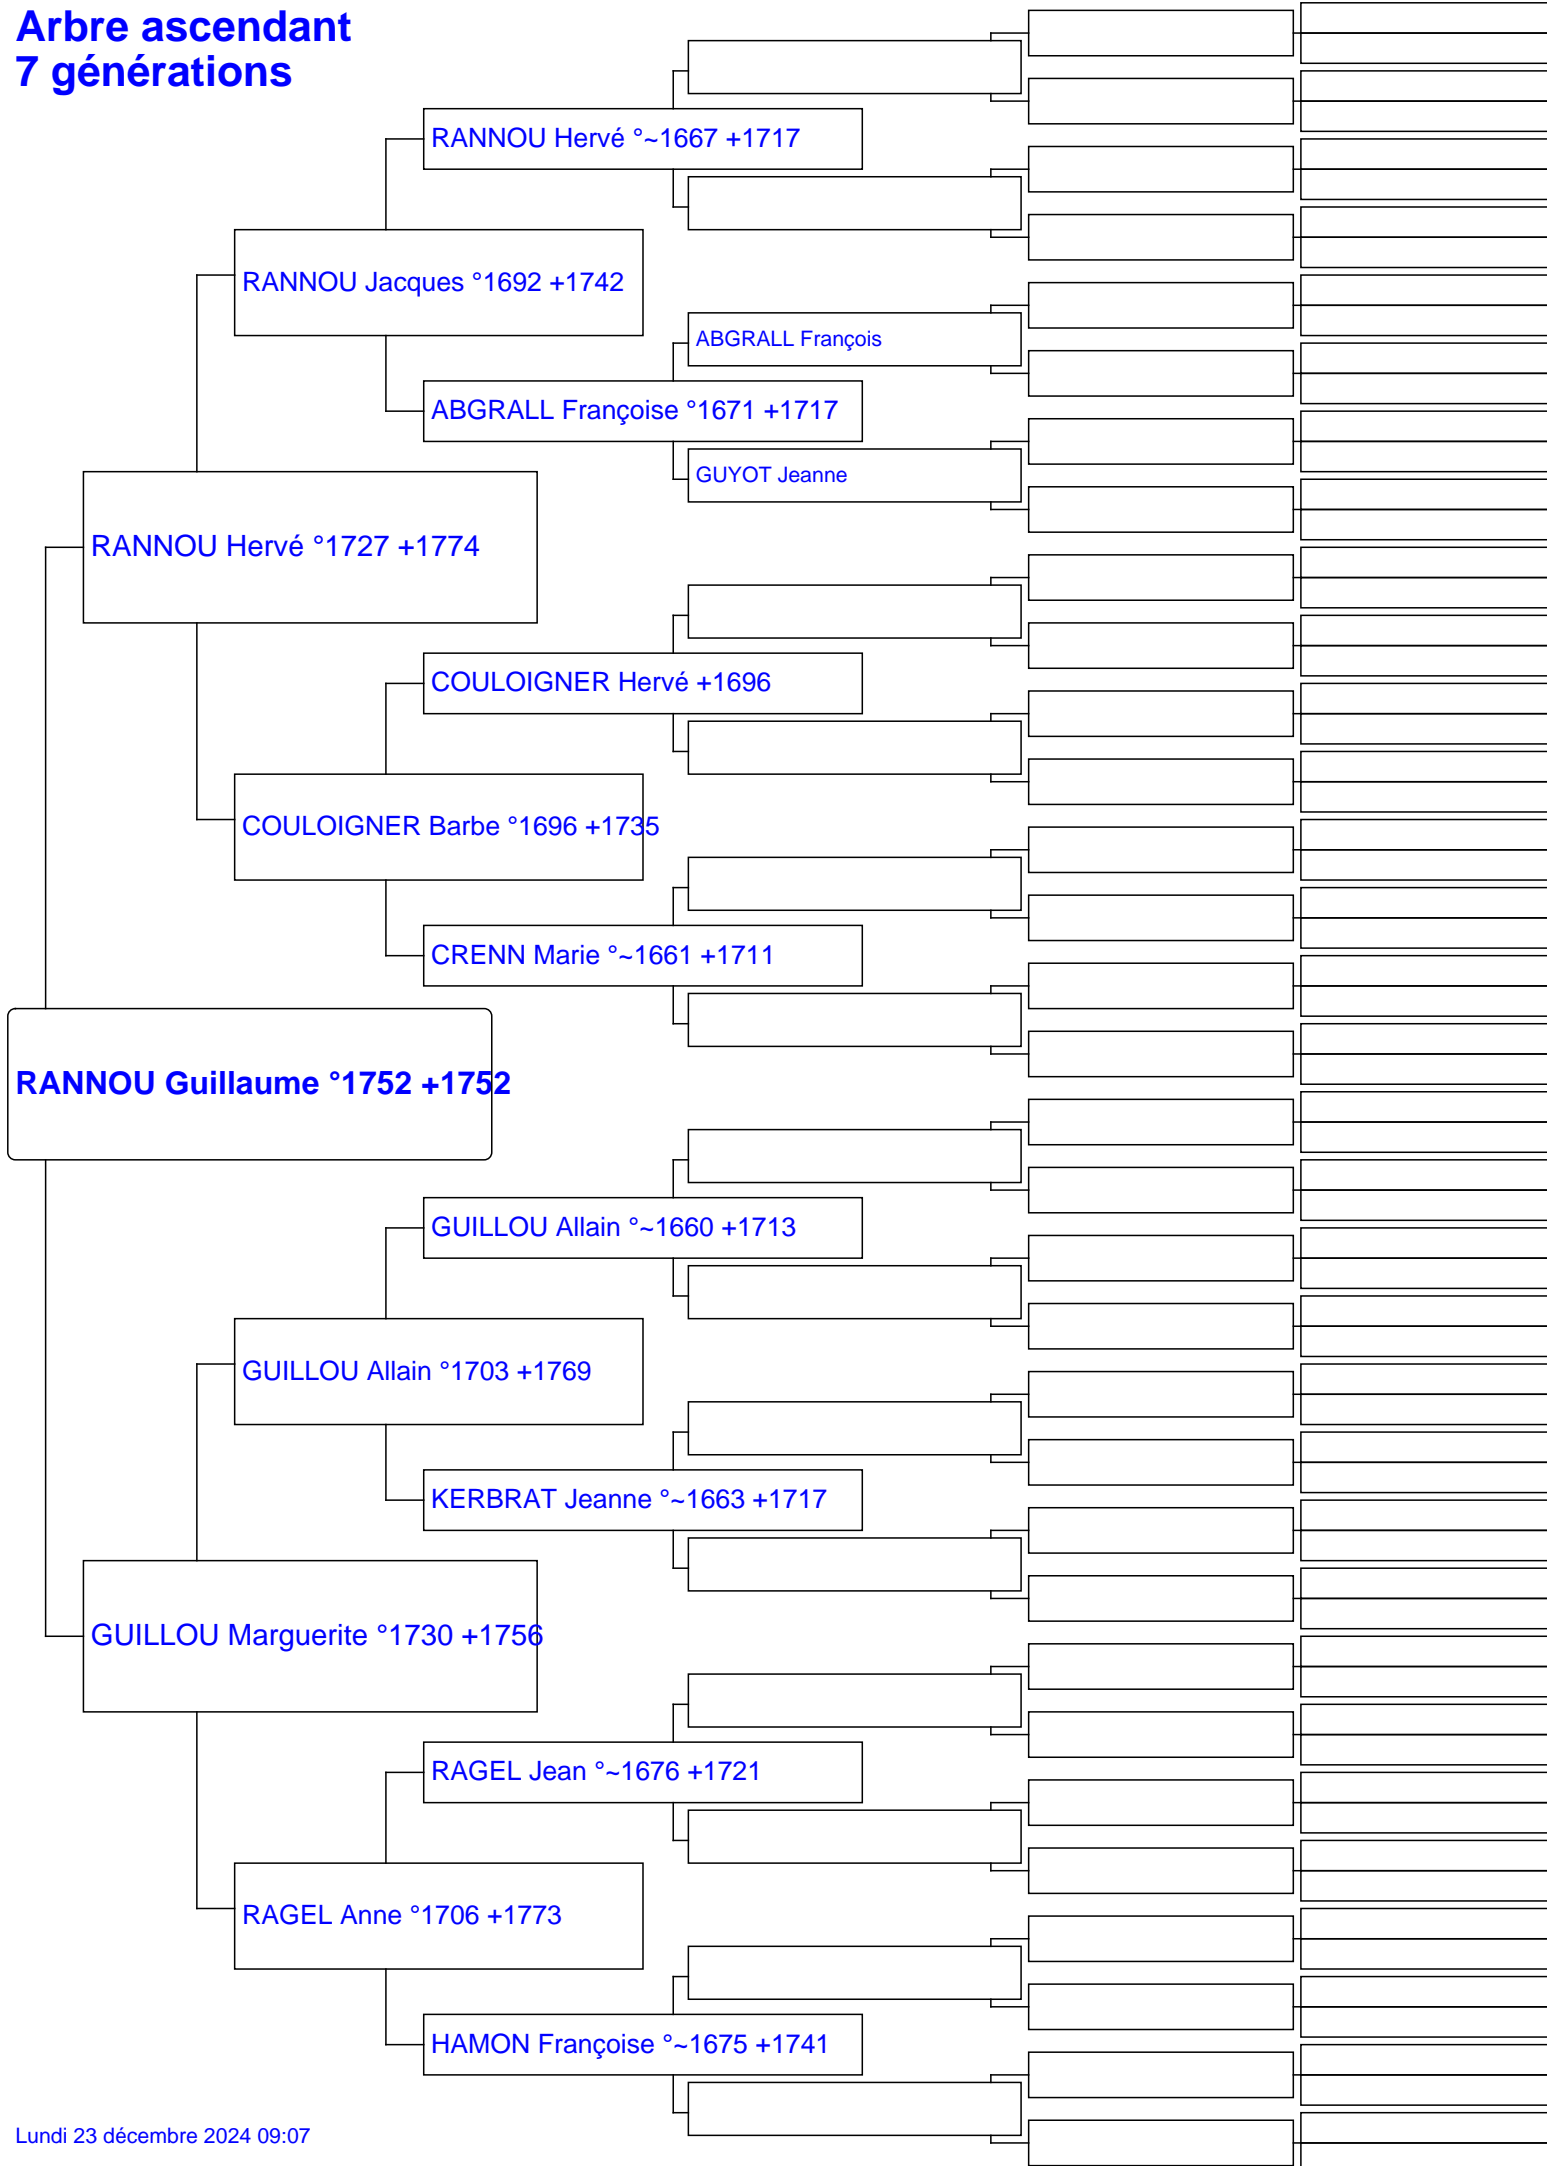 Arbre ascendant
7 générations
RANNOU Hervé °~1667 +1717
RANNOU Jacques °1692 +1742
ABGRALL François
ABGRALL Françoise °1671 +1717
GUYOT Jeanne
RANNOU Hervé °1727 +1774
COULOIGNER Hervé +1696
COULOIGNER Barbe °1696 +1735
CRENN Marie °~1661 +1711
RANNOU Guillaume °1752 +1752
GUILLOU Allain °~1660 +1713
GUILLOU Allain °1703 +1769
KERBRAT Jeanne °~1663 +1717
GUILLOU Marguerite °1730 +1756
RAGEL Jean °~1676 +1721
RAGEL Anne °1706 +1773
HAMON Françoise °~1675 +1741
Lundi 23 décembre 2024 09:07